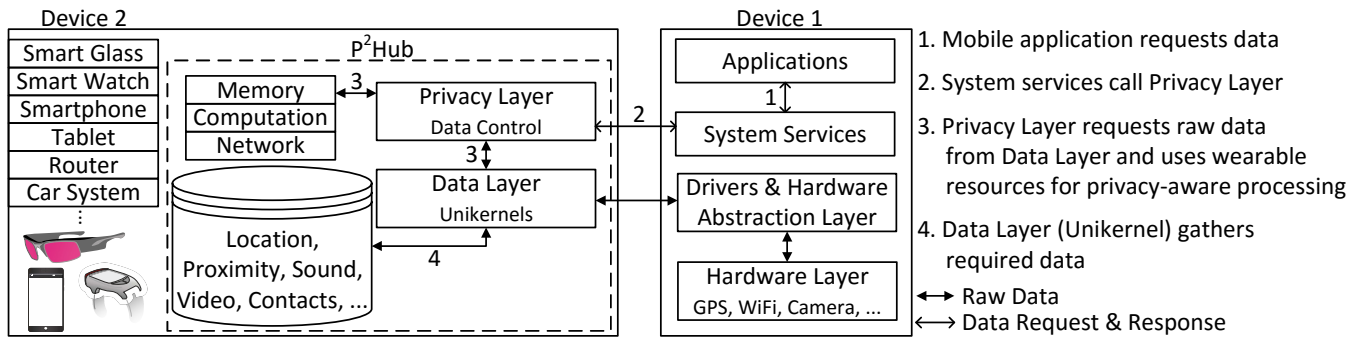 Device 2
Smart Glass
Smart Watch
Smartphone
Tablet
Router
Car System
P²Hub
Memory
Computation
Network
3
Privacy Layer
Data Control
3
Data Layer
Unikernels
Location,
Proximity, Sound,
Video, Contacts, ...
4
2
Device 1
Applications
1
System Services
Drivers & Hardware
Abstraction Layer
Hardware Layer
GPS, WiFi, Camera, ...
1. Mobile application requests data
2. System services call Privacy Layer
3. Privacy Layer requests raw data
from Data Layer and uses wearable
resources for privacy-aware processing
4. Data Layer (Unikernel) gathers
required data
Raw Data
Data Request & Response